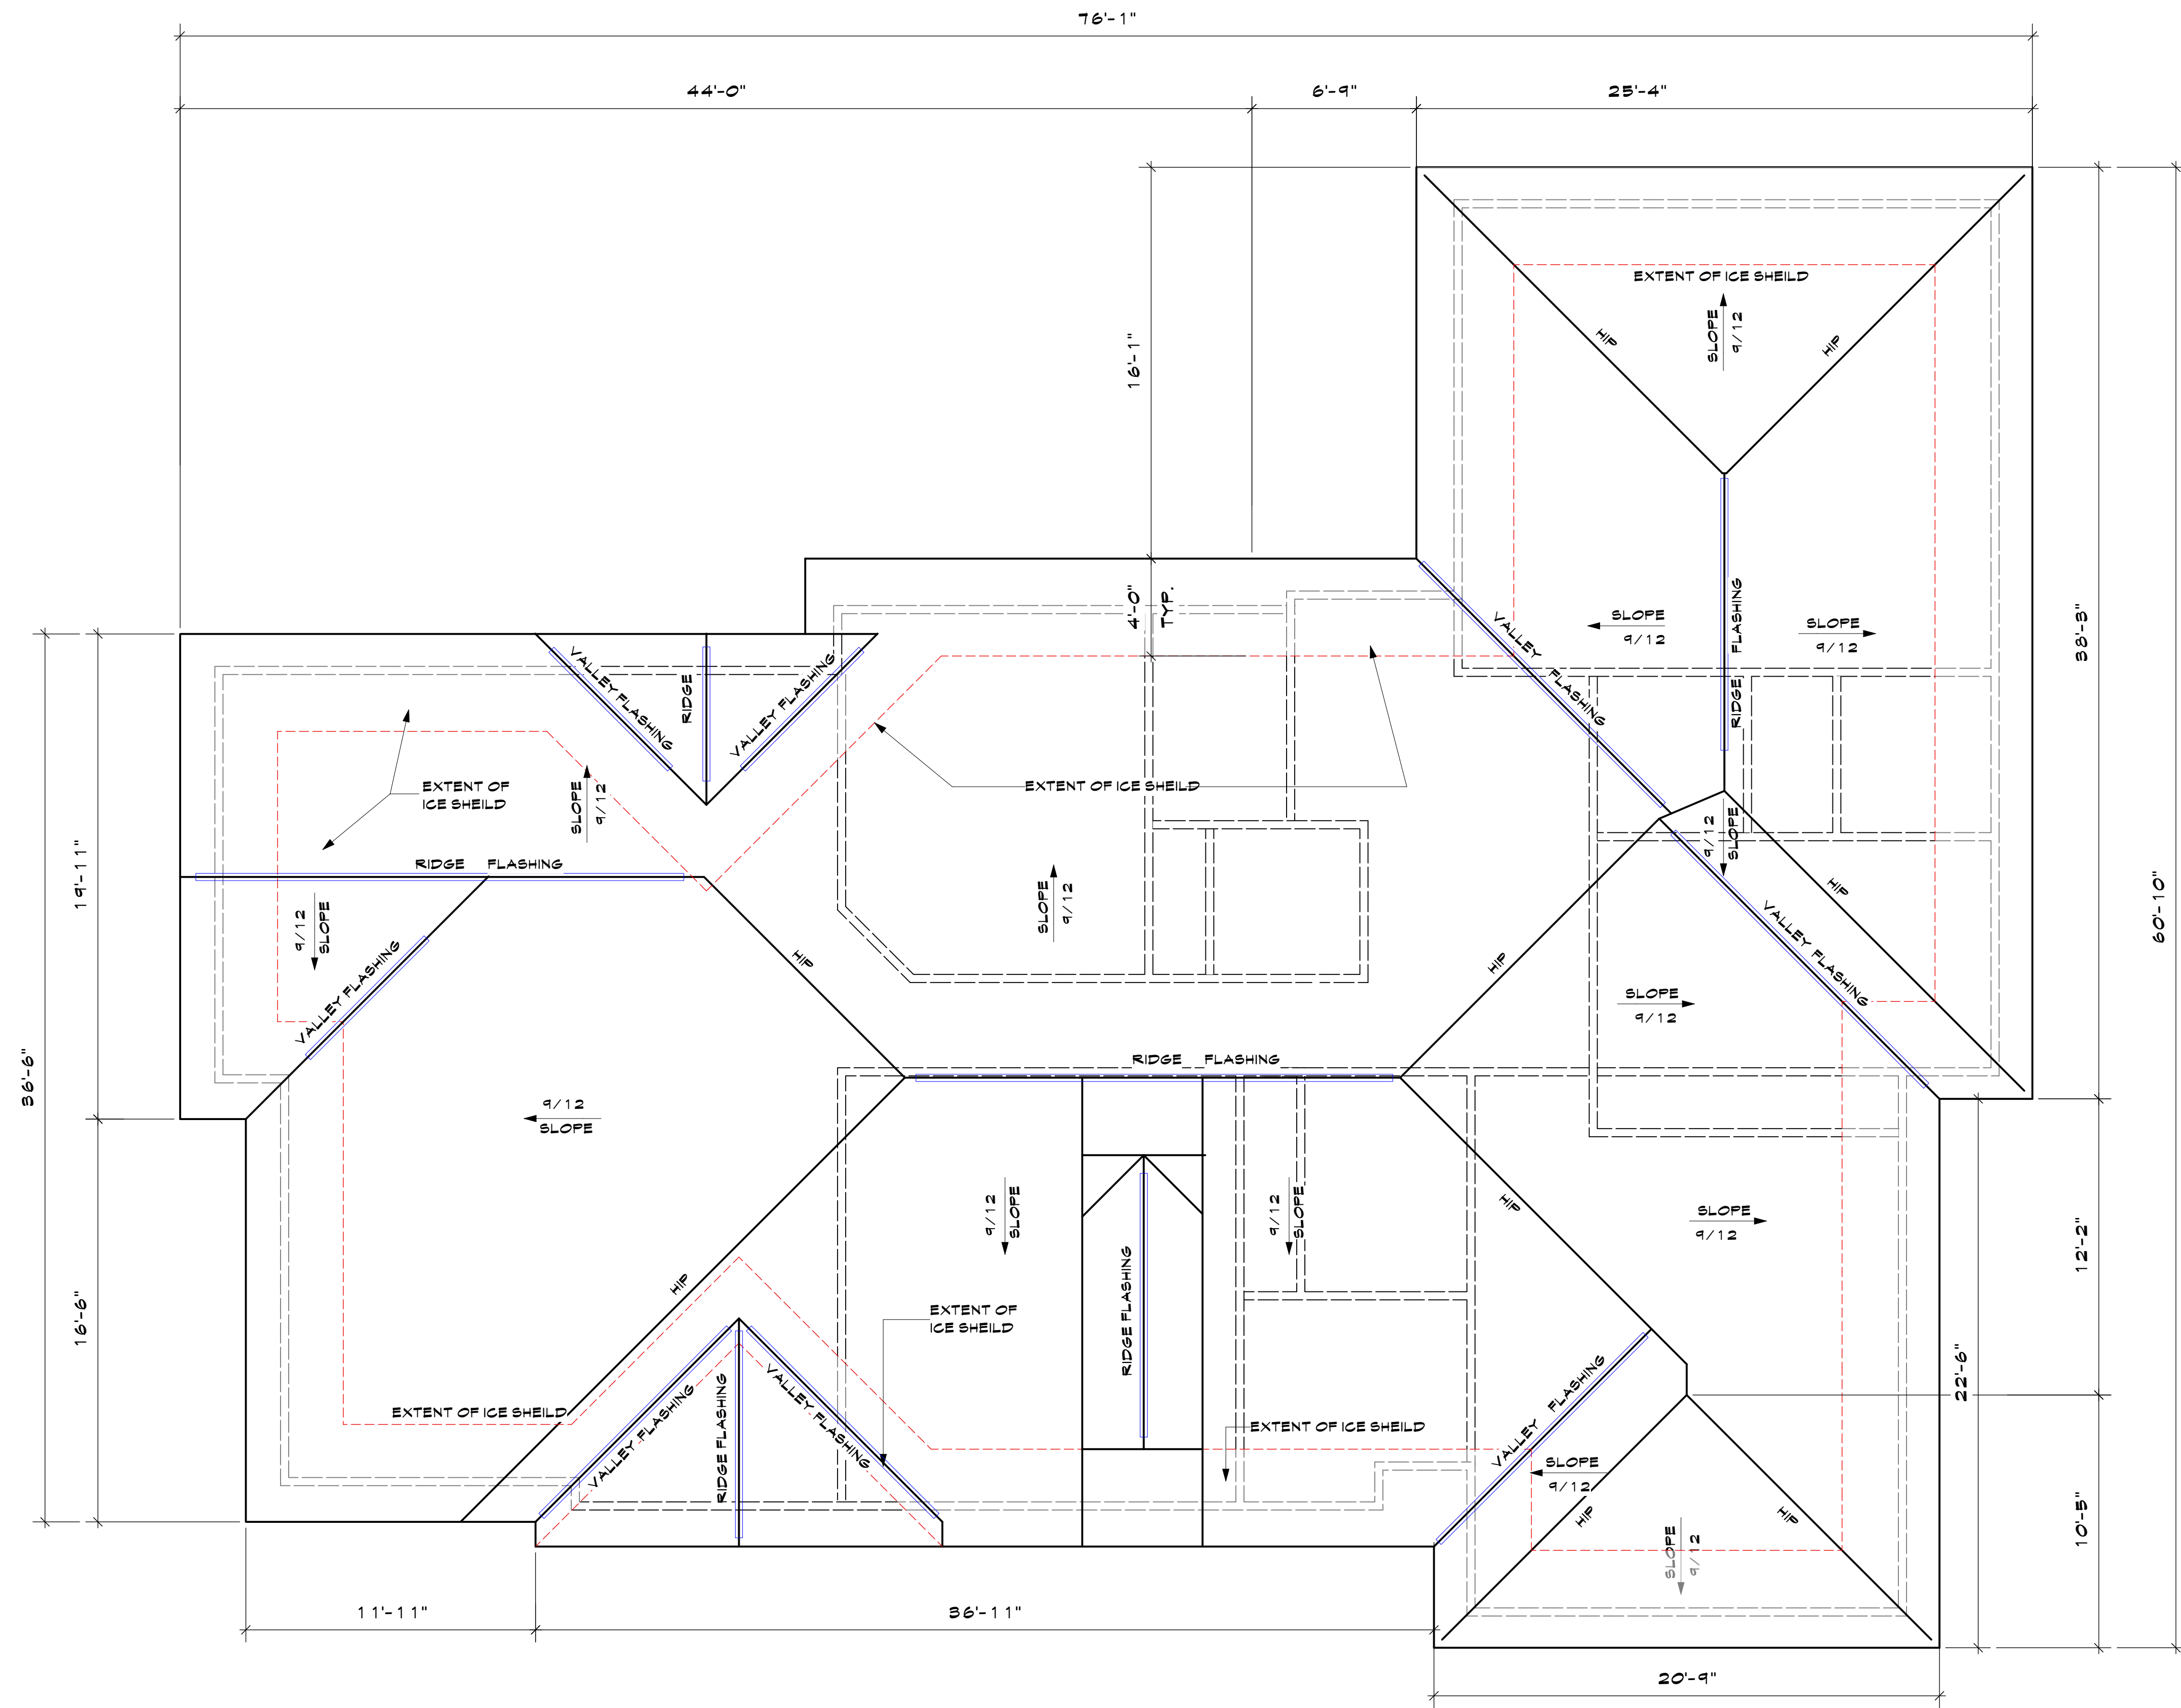 76'-1"
44'-0"
6'-9"
25'-4"
16'-1"
EXTENT OF ICE SHEILD
SLOPE
9/12
HIP
HIP
4'-0"
TYP.
VALLEY FLASHING
SLOPE
9/12
RIDGE FLASHING
SLOPE
9/12
38'-3"
VALLEY FLASHING
RIDGE
VALLEY FLASHING
EXTENT OF
ICE SHEILD
SLOPE
9/12
EXTENT OF ICE SHEILD
RIDGE FLASHING
9/12
SLOPE
19'-11"
9/12
SLOPE
VALLEY FLASHING
HIP
SLOPE
9/12
HIP
HIP
VALLEY FLASHING
60'-10"
SLOPE
9/12
36'-6"
9/12
SLOPE
RIDGE FLASHING
9/12
SLOPE
9/12
SLOPE
HIP
SLOPE
9/12
12'-2"
16'-6"
HIP
RIDGE FLASHING
EXTENT OF
ICE SHEILD
22'-6"
EXTENT OF ICE SHEILD
VALLEY FLASHING
RIDGE FLASHING
VALLEY FLASHING
EXTENT OF ICE SHEILD
VALLEY FLASHING
SLOPE
9/12
HIP
HIP
SLOPE
9/12
10'-5"
11'-11"
36'-11"
20'-9"